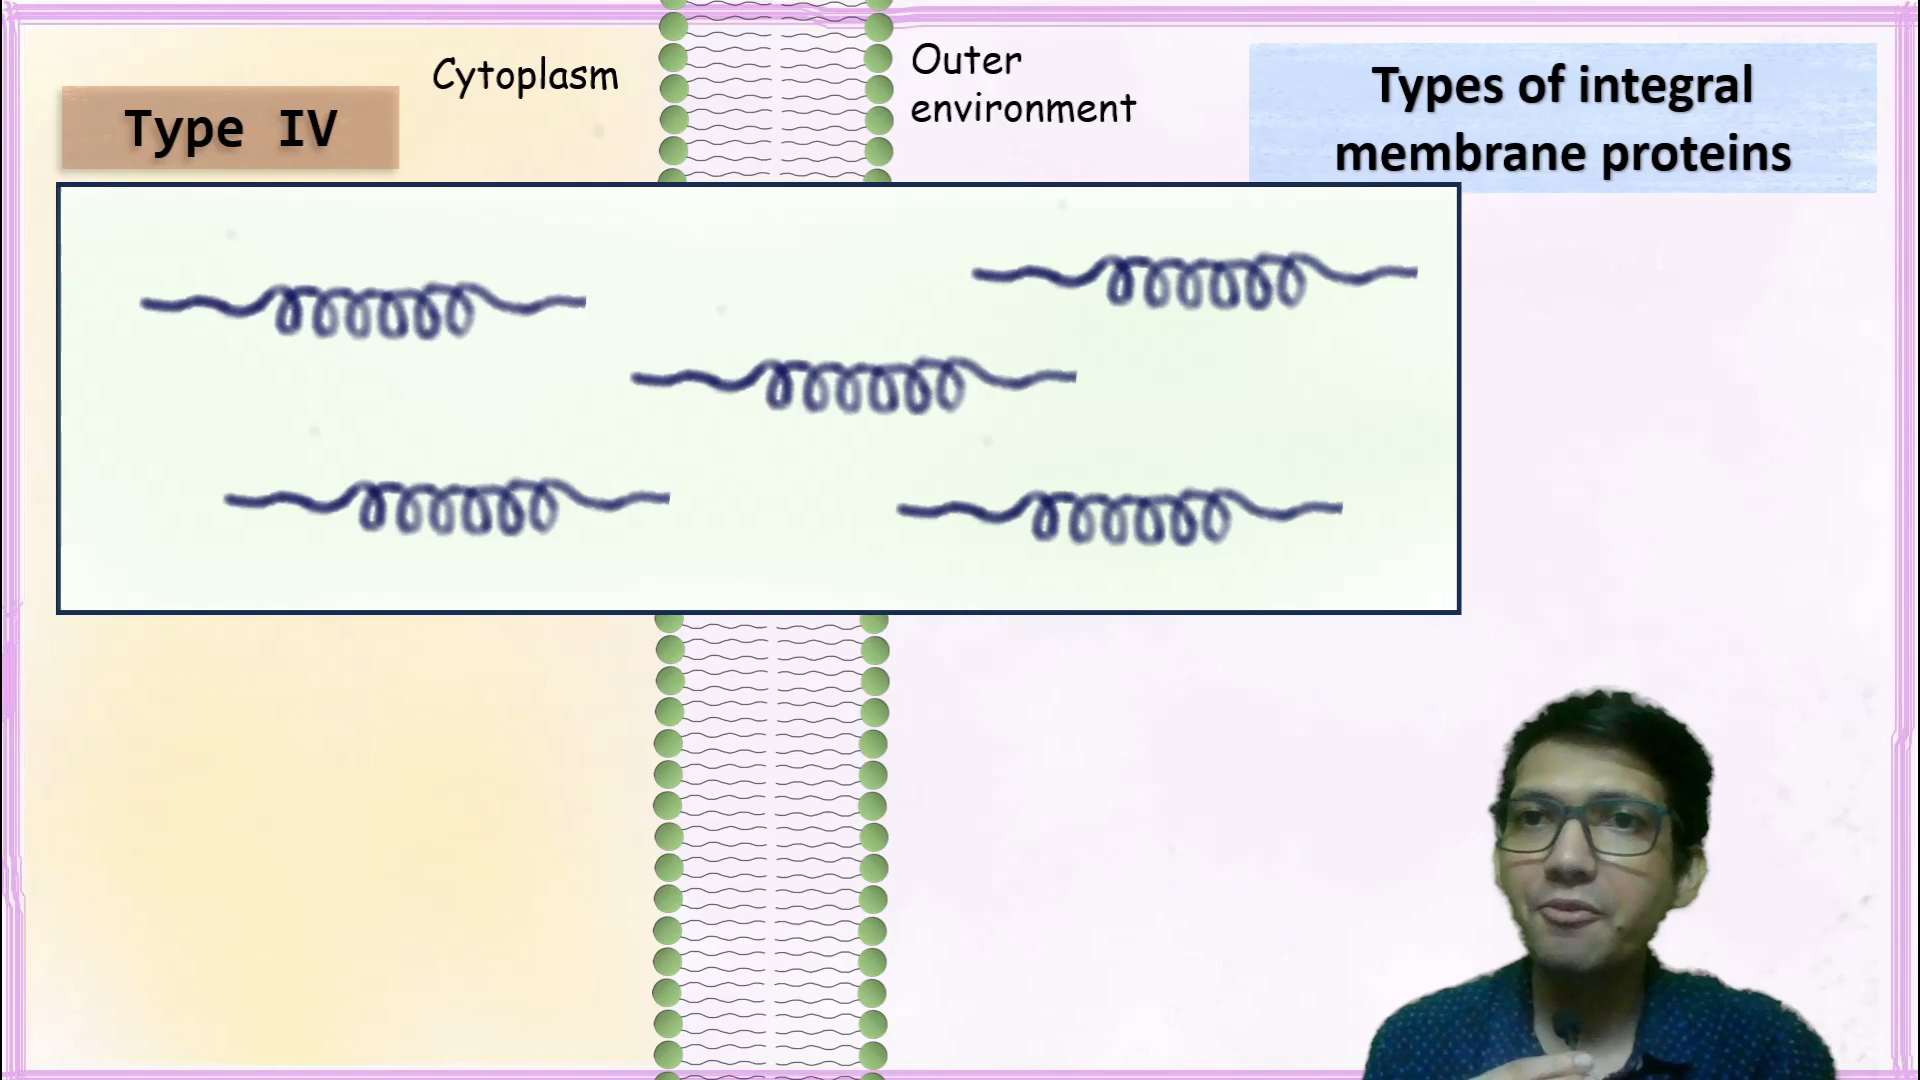 Type IV
Cytoplasm
Outer
environment
Types of integral
membrane proteins